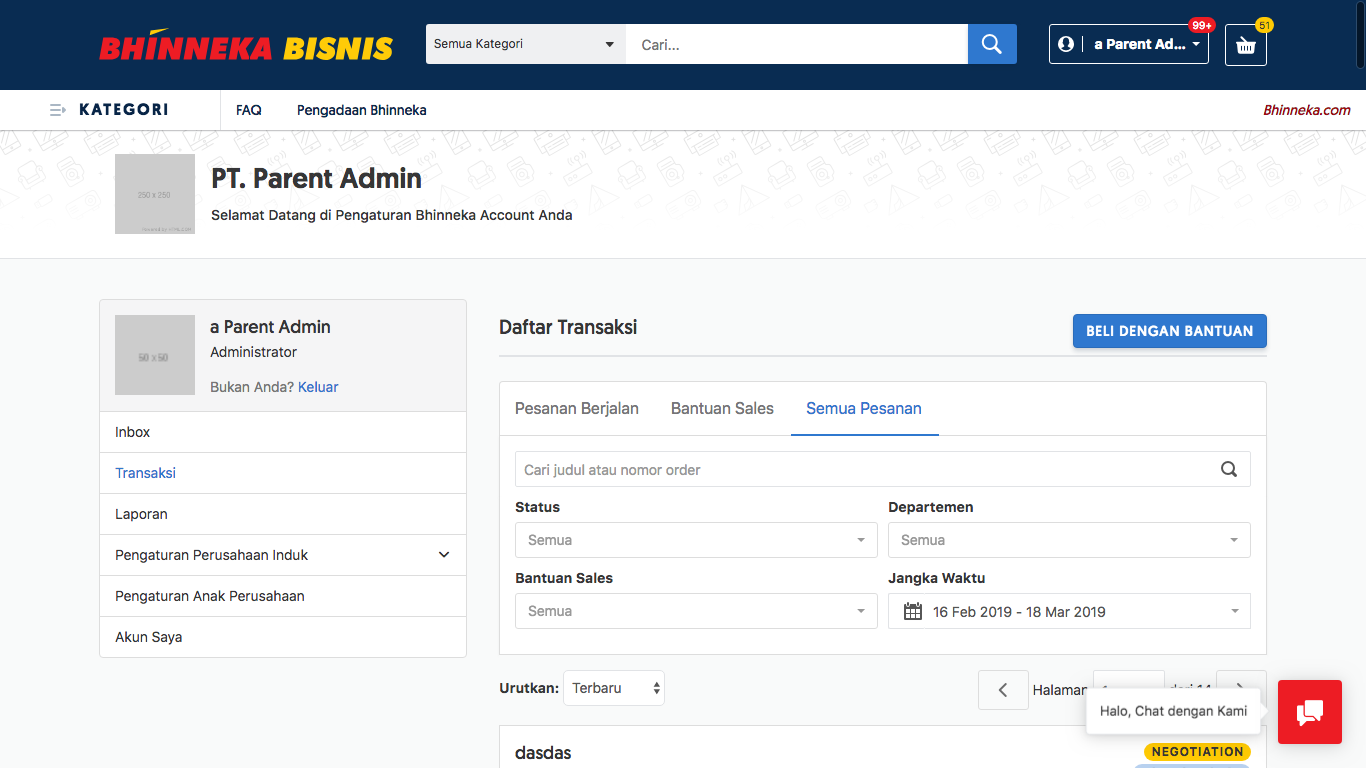 BHINNEKA BISNIS
Semua Kategori
Cari...
a Parent Ad...
99+
51
KATEGORI
FAQ
Pengadaan Bhinneka
Bhinneka.com
250 x 250
PT. Parent Admin
Selamat Datang di Pengaturan Bhinneka Account Anda
50 x 50
a Parent Admin
Administrator
Bukan Anda? Keluar
Inbox
Transaksi
Laporan
Pengaturan Perusahaan Induk
Pengaturan Anak Perusahaan
Akun Saya
Daftar Transaksi
BELI DENGAN BANTUAN
Pesanan Berjalan
Bantuan Sales
Semua Pesanan
Cari judul atau nomor order
Status
Departemen
Semua
Semua
Bantuan Sales
Jangka Waktu
Semua
16 Feb 2019 - 18 Mar 2019
Urutkan:
Terbaru
Halaman
dari 14
Halo, Chat dengan Kami
dasdas
NEGOTIATION